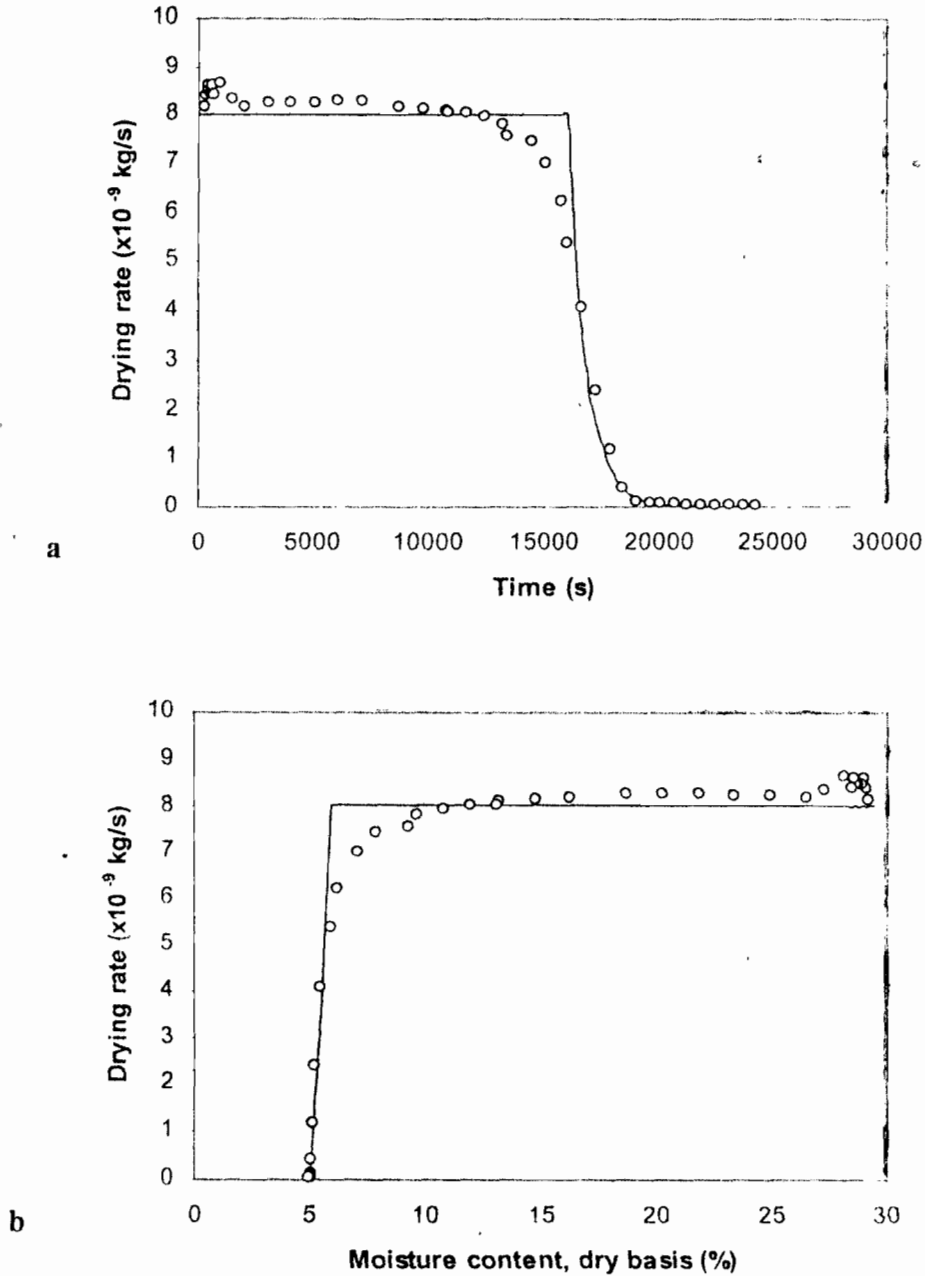 10
9
8
7
6
5
4
3
2
1
0
Drying rate (x10 -9 kg/s)
0 5000 10000 15000 20000 25000 30000
Time (s)
a
10
9
8
7
6
5
4
3
2
1
0
Drying rate (x10 -9 kg/s)
0 5 10 15 20 25 30
Moisture content, dry basis (%)
b